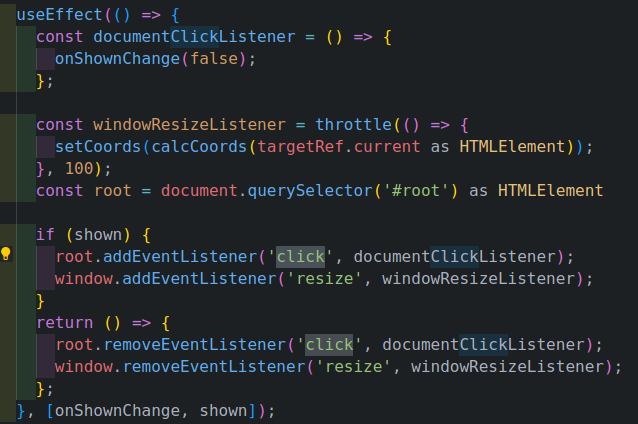 useEffect(() => {
  const documentClickListener = () => {
    onShownChange(false);
  };

  const windowResizeListener = throttle(() => {
    setCoords(calcCoords(targetRef.current as HTMLElement));
  }, 100);
  const root = document.querySelector('#root') as HTMLElement

  if (shown) {
    root.addEventListener('click', documentClickListener);
    window.addEventListener('resize', windowResizeListener);
  }
  return () => {
    root.removeEventListener('click', documentClickListener);
    window.removeEventListener('resize', windowResizeListener);
  };
}, [onShownChange, shown]);